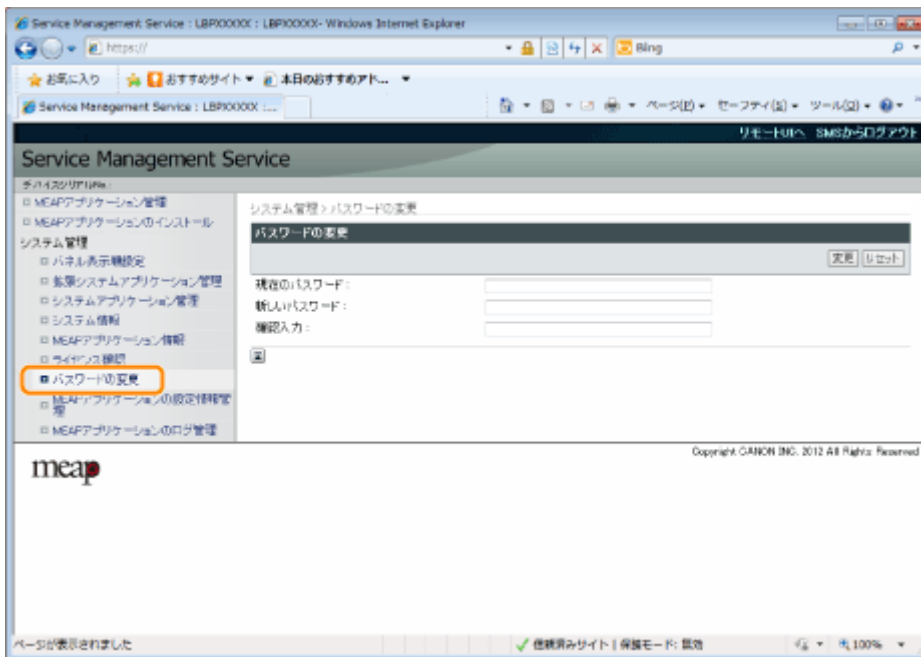 Service Management Service : LBPXXXXX : LBPXXXXX- Windows Internet Explorer
https://
Bing
お気に入り
おすすめサイト
本日のおすすめアド...
Service Management Service : LBPXXXXX :...
ページ(P)
セーフティ(S)
ツール(O)
リモートUIへ SMSからログアウト
Service Management Service
デバイスシリアルNo.:
MEAPアプリケーション管理
MEAPアプリケーションのインストール
システム管理
パネル表示順設定
拡張システムアプリケーション管理
システムアプリケーション管理
システム情報
MEAPアプリケーション情報
ライセンス確認
パスワードの変更
MEAPアプリケーションの設定情報管理
MEAPアプリケーションのログ管理
システム管理 > パスワードの変更
パスワードの変更
変更 リセット
現在のパスワード：
新しいパスワード：
確認入力：
Copyright CANON INC. 2012 All Rights Reserved
meap
ページが表示されました
信頼済みサイト | 保護モード: 無効
100%